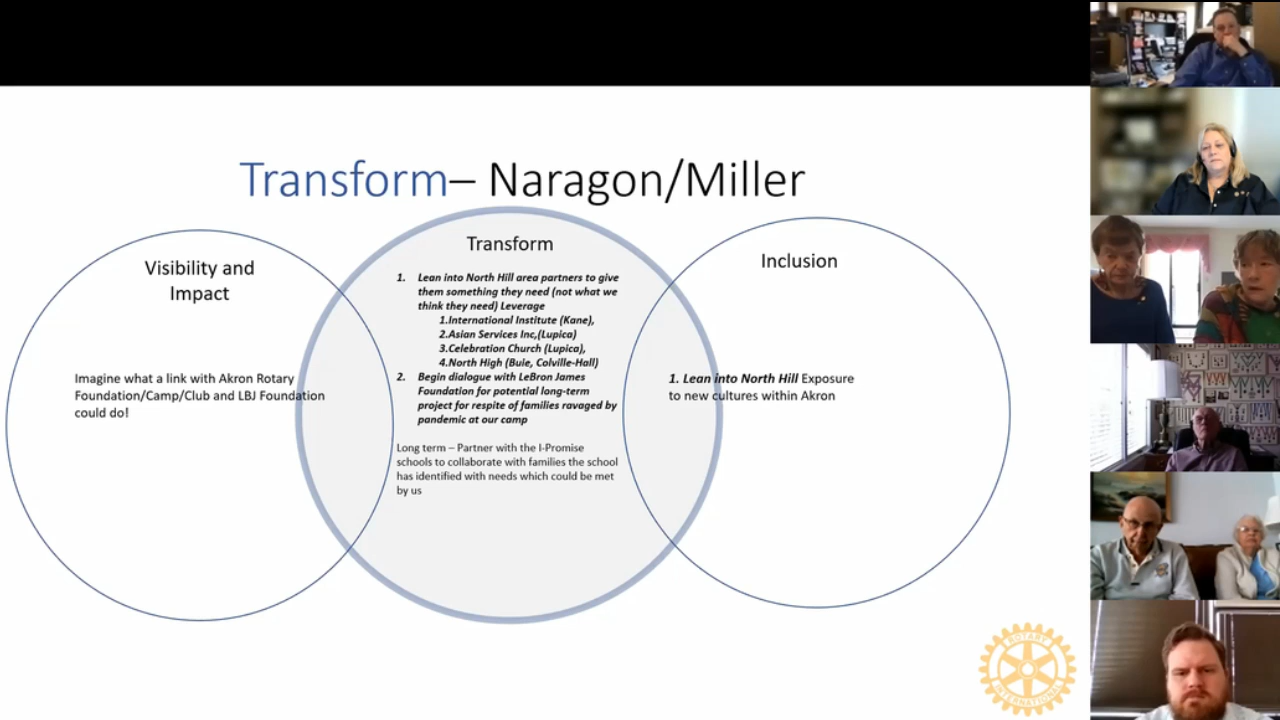 Transform– Naragon/Miller
Visibility and
Impact
Imagine what a link with Akron Rotary
Foundation/Camp/Club and LBJ Foundation
could do!
Transform
1. Lean into North Hill area partners to give
them something they need (not what we
think they need) Leverage
1.International Institute (Kane),
2.Asian Services Inc,(Lupica)
3.Celebration Church (Lupica),
4.North High (Buie, Colville-Hall)
2. Begin dialogue with LeBron James
Foundation for potential long-term
project for respite of families ravaged by
pandemic at our camp
Long term – Partner with the I-Promise
schools to collaborate with families the school
has identified with needs which could be met
by us
Inclusion
1. Lean into North Hill Exposure
to new cultures within Akron
ROTARY
INTERNATIONAL